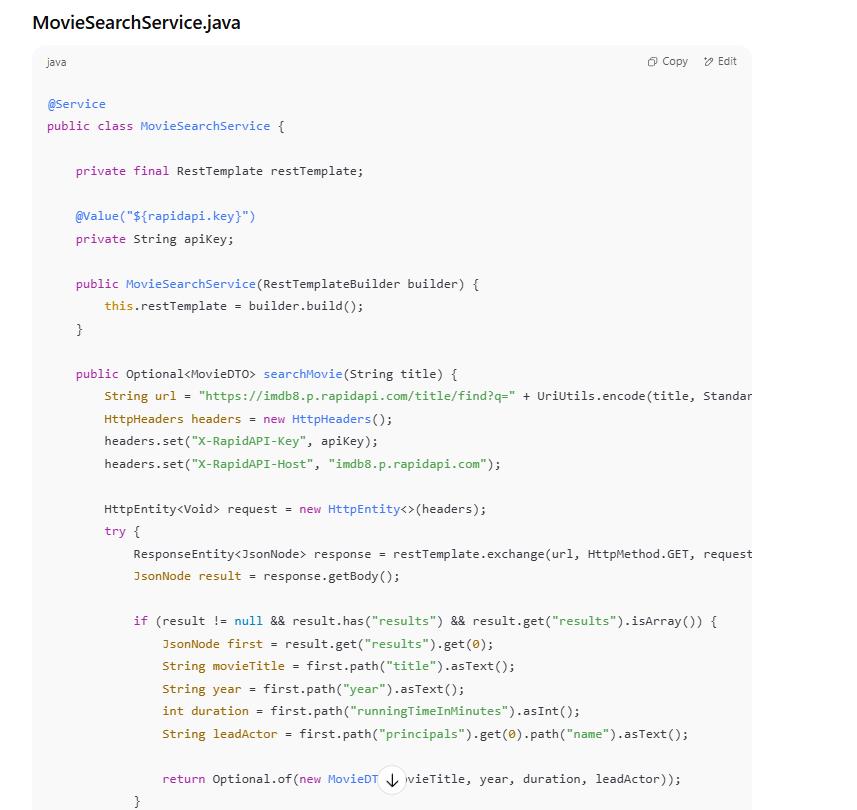 MovieSearchService.java
java
Copy
Edit
@Service
public class MovieSearchService {
private final RestTemplate restTemplate;
@Value("${rapidapi.key}")
private String apiKey;
public MovieSearchService(RestTemplateBuilder builder) {
this.restTemplate = builder.build();
}
public Optional<MovieDTO> searchMovie(String title) {
String url = "https://imdb8.p.rapidapi.com/title/find?q=" + UriUtils.encode(title, Standar
HttpHeaders headers = new HttpHeaders();
headers.set("X-RapidAPI-Key", apiKey);
headers.set("X-RapidAPI-Host", "imdb8.p.rapidapi.com");
HttpEntity<Void> request = new HttpEntity<>(headers);
try {
ResponseEntity<JsonNode> response = restTemplate.exchange(url, HttpMethod.GET, request
JsonNode result = response.getBody();
if (result != null && result.has("results") && result.get("results").isArray()) {
JsonNode first = result.get("results").get(0);
String movieTitle = first.path("title").asText();
String year = first.path("year").asText();
int duration = first.path("runningTimeInMinutes").asInt();
String leadActor = first.path("principals").get(0).path("name").asText();
return Optional.of(new MovieDT vieTitle, year, duration, leadActor));
}